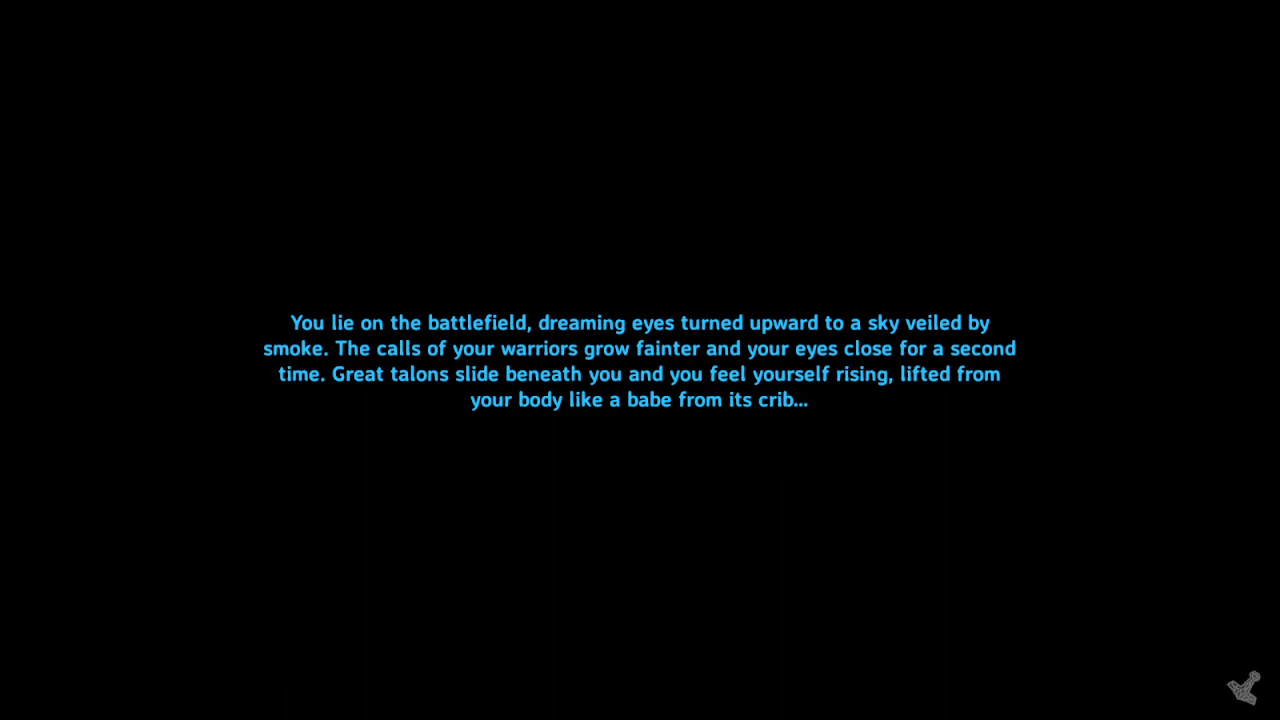 You lie on the battlefield, dreaming eyes turned upward to a sky veiled by
smoke. The calls of your warriors grow fainter and your eyes close for a second
time. Great talons slide beneath you and you feel yourself rising, lifted from
your body like a babe from its crib...